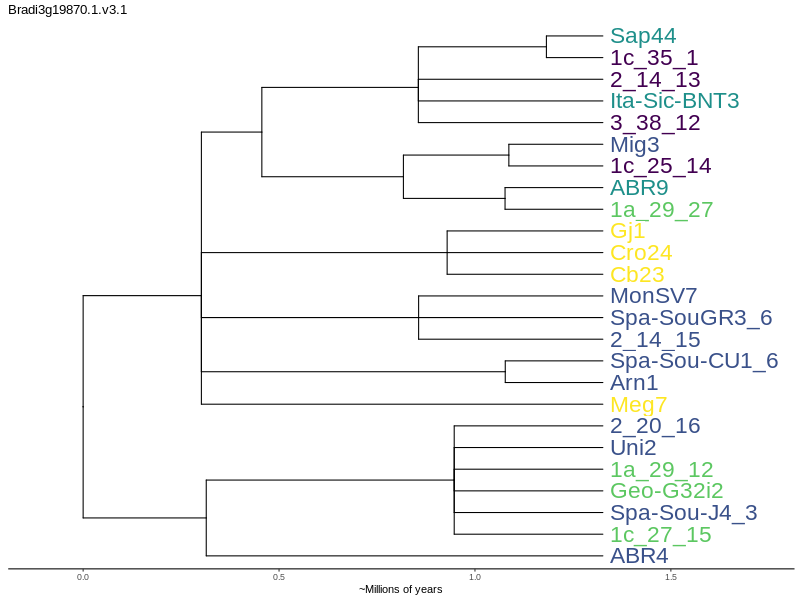 Bradi3g19870.1.v3.1
Sap44
1c_35_1
2_14_13
Ita-Sic-BNT3
3_38_12
Mig3
1c_25_14
ABR9
1a_29_27
Gj1
Cro24
Cb23
MonSV7
Spa-SouGR3_6
2_14_15
Spa-Sou-CU1_6
Arn1
Meg7
2_20_16
Uni2
1a_29_12
Geo-G32i2
Spa-Sou-J4_3
1c_27_15
ABR4
0.0 0.5 1.0 1.5
~Millions of years